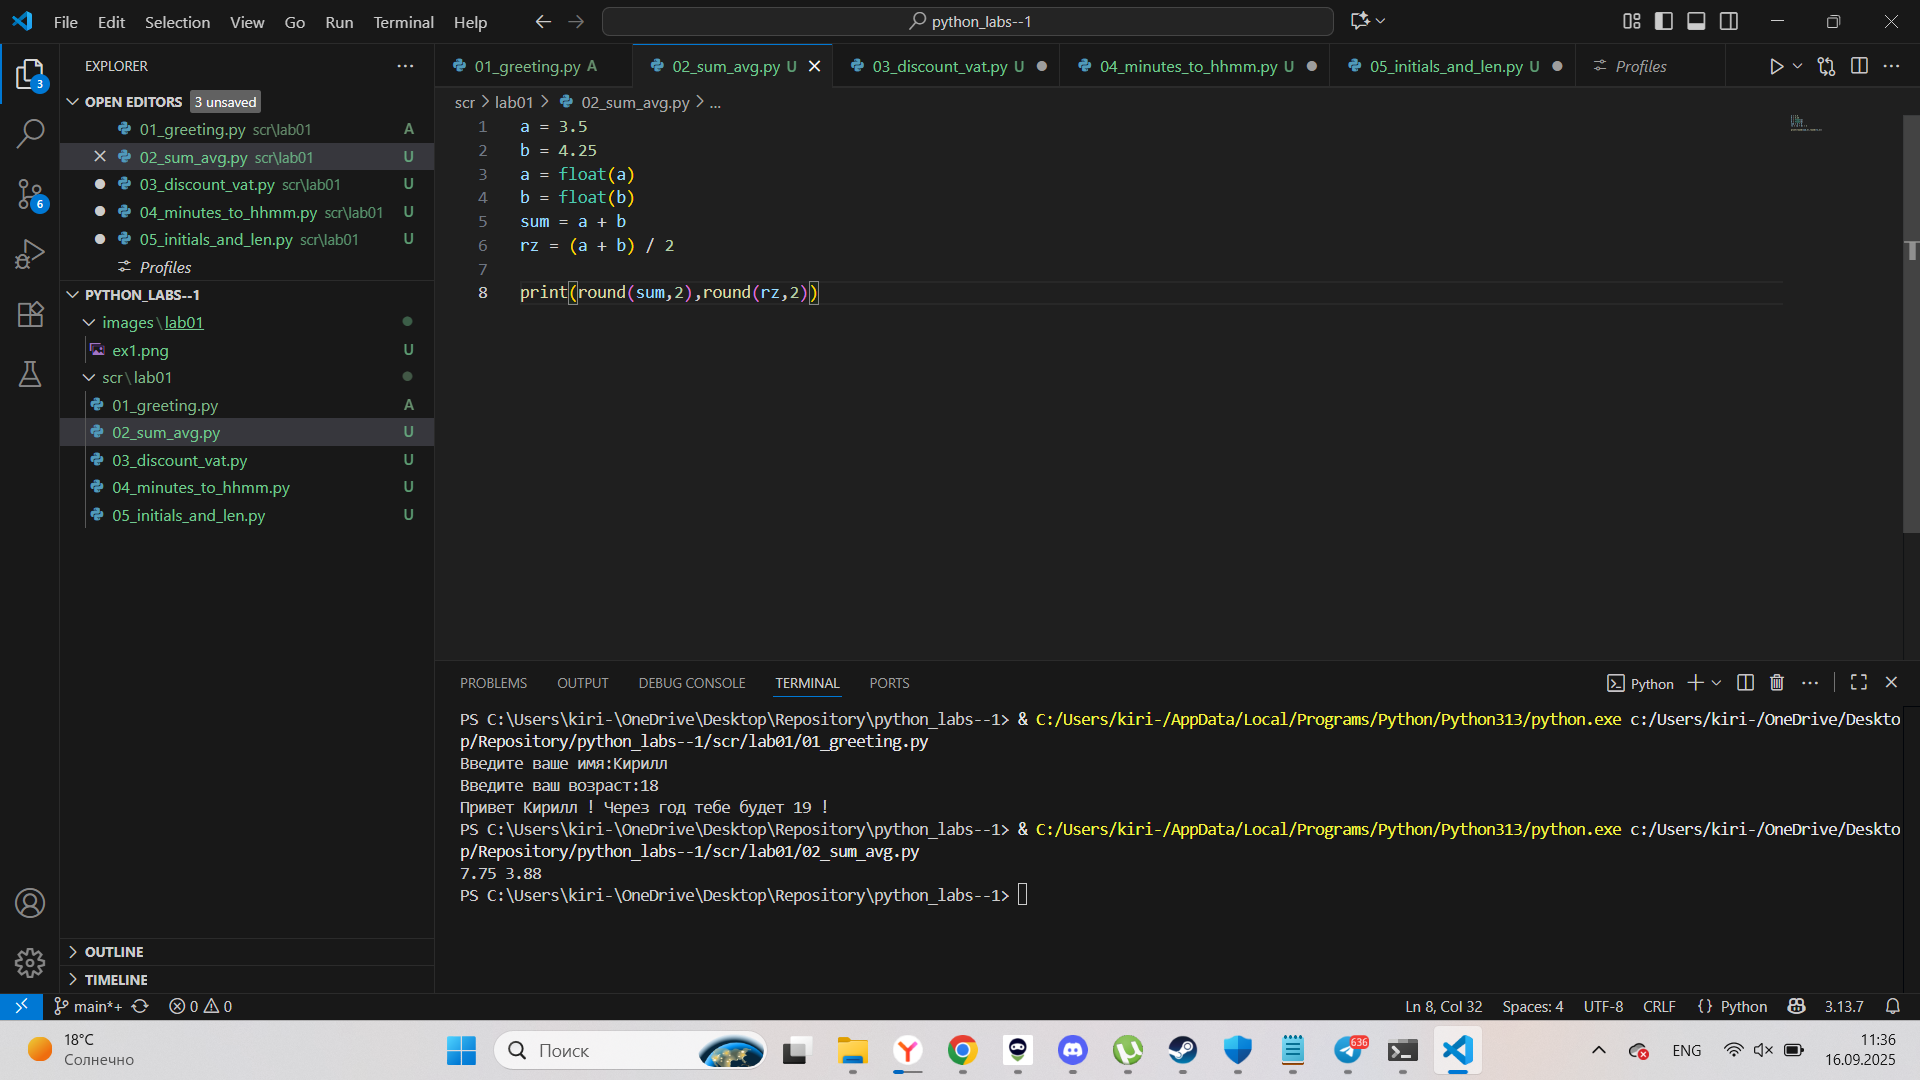 File Edit Selection View Go Run Terminal Help
python_labs--1
EXPLORER
OPEN EDITORS 3 unsaved
01_greeting.py scr\lab01 A
02_sum_avg.py scr\lab01 U
03_discount_vat.py scr\lab01 U
04_minutes_to_hhmm.py scr\lab01 U
05_initials_and_len.py scr\lab01 U
Profiles
PYTHON_LABS--1
images\lab01
ex1.png U
scr\lab01
01_greeting.py A
02_sum_avg.py U
03_discount_vat.py U
04_minutes_to_hhmm.py U
05_initials_and_len.py U
OUTLINE
TIMELINE
3
6
01_greeting.py A 02_sum_avg.py U 03_discount_vat.py U 04_minutes_to_hhmm.py U 05_initials_and_len.py U Profiles
scr > lab01 > 02_sum_avg.py > ...
1 a = 3.5
2 b = 4.25
3 a = float(a)
4 b = float(b)
5 sum = a + b
6 rz = (a + b) / 2
7
8 print(round(sum,2),round(rz,2))
PROBLEMS OUTPUT DEBUG CONSOLE TERMINAL PORTS
Python
PS C:\Users\kiri-\OneDrive\Desktop\Repository\python_labs--1> & C:/Users/kiri-/AppData/Local/Programs/Python/Python313/python.exe c:/Users/kiri-/OneDrive/Deskto
p/Repository/python_labs--1/scr/lab01/01_greeting.py
Введите ваше имя:Кирилл
Введите ваш возраст:18
Привет Кирилл ! Через год тебе будет 19 !
PS C:\Users\kiri-\OneDrive\Desktop\Repository\python_labs--1> & C:/Users/kiri-/AppData/Local/Programs/Python/Python313/python.exe c:/Users/kiri-/OneDrive/Deskto
p/Repository/python_labs--1/scr/lab01/02_sum_avg.py
7.75 3.88
PS C:\Users\kiri-\OneDrive\Desktop\Repository\python_labs--1>
main*+ 0 0
Ln 8, Col 32 Spaces: 4 UTF-8 CRLF {} Python 3.13.7
18°C
Солнечно
Поиск
636
ENG
11:36
16.09.2025